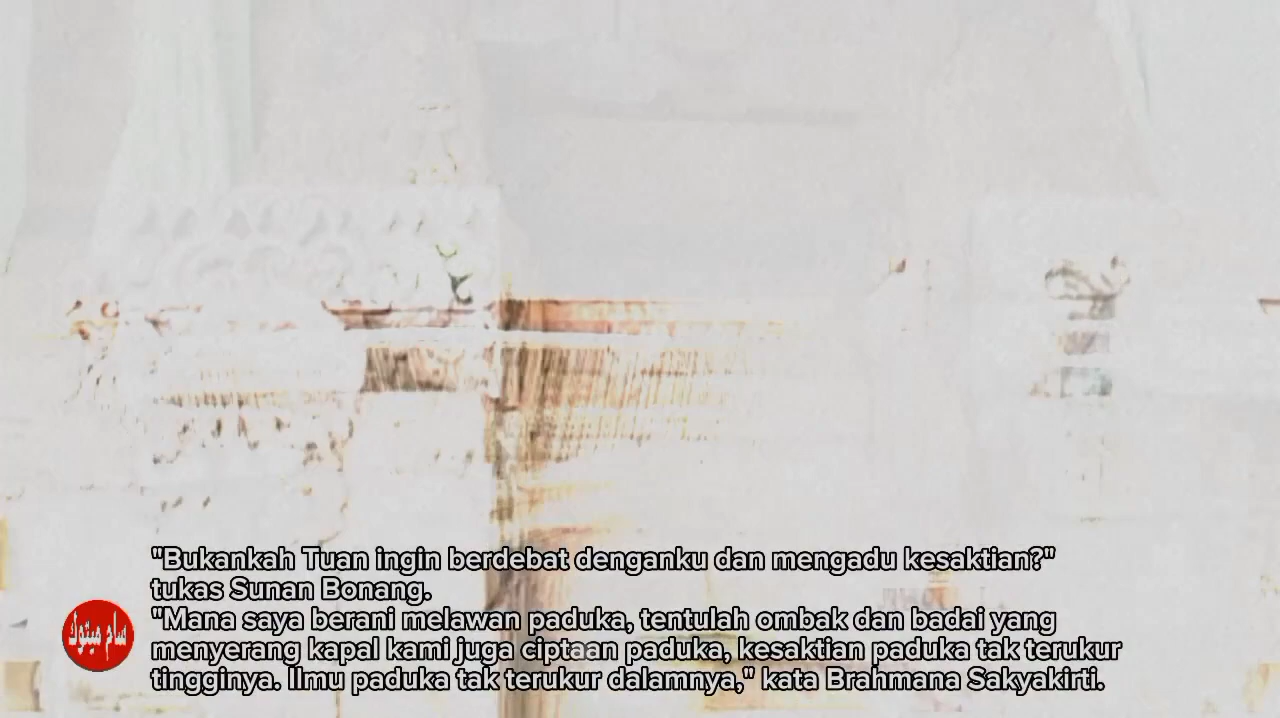 "Bukankah Tuan ingin berdebat denganku dan mengadu kesaktian?"
tukas Sunan Bonang.
"Mana saya berani melawan paduka, tentulah ombak dan badai yang
menyerang kapal kami juga ciptaan paduka, kesaktian paduka tak terukur
tingginya. Ilmu paduka tak terukur dalamnya," kata Brahmana Sakyakirti.